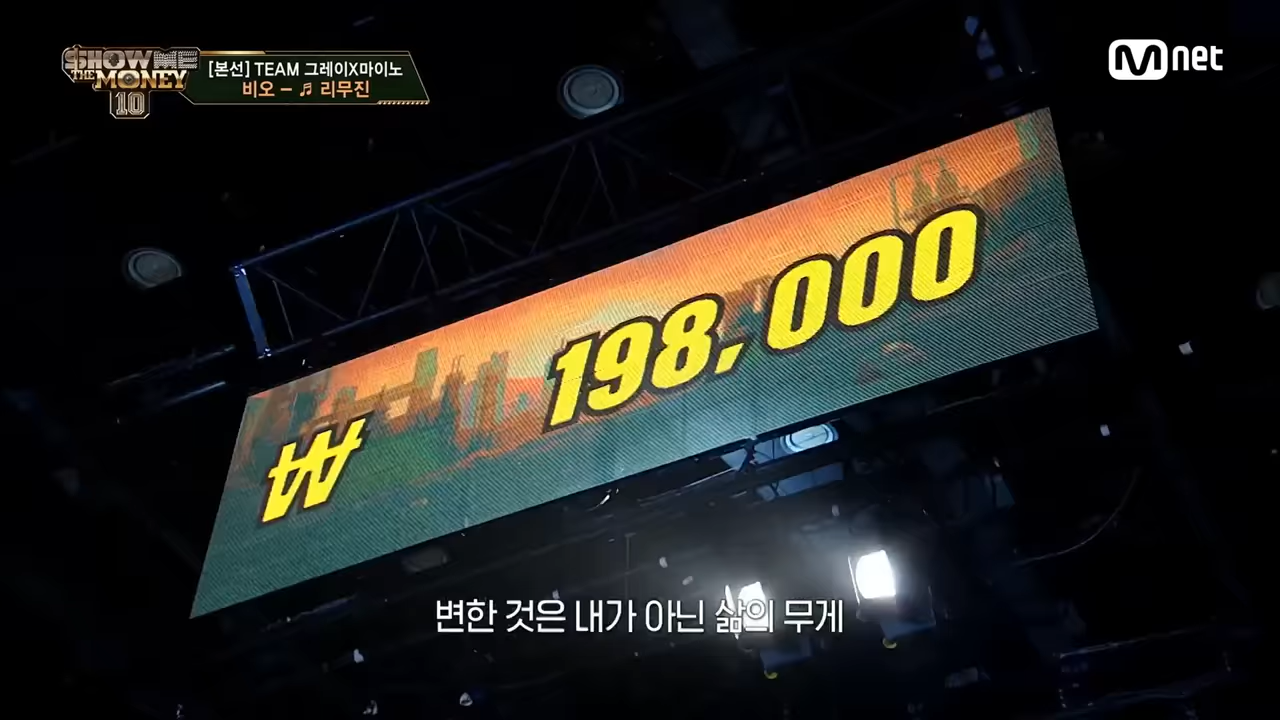 $HOW ME
THE MONEY
10
[본선] TEAM 그레이X마이노
비오 – ♬ 리무진
Mnet
₩ 198,000
변한 것은 내가 아닌 삶의 무게